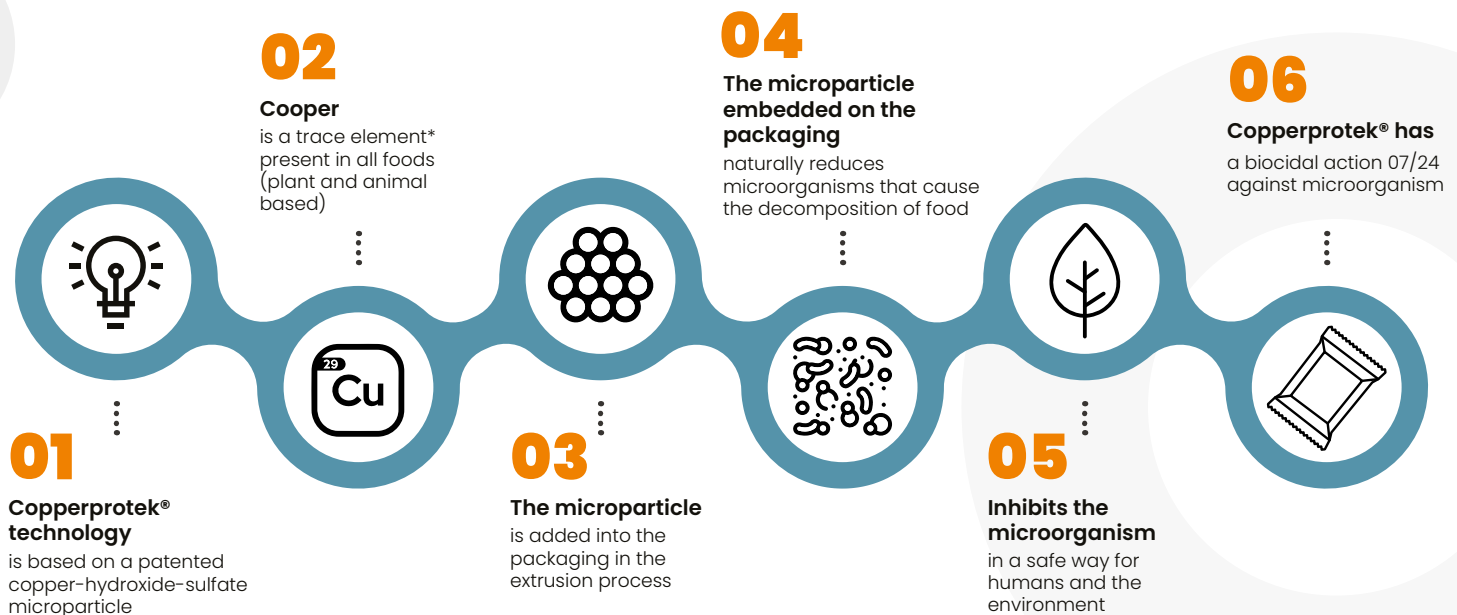 01
Copperprotek®
technology
is based on a patented
copper-hydroxide-sulfate
microparticle
02
Cooper
is a trace element*
present in all foods
(plant and animal
based)
29
Cu
03
The microparticle
is added into the
packaging in the
extrusion process
04
The microparticle
embedded on the
packaging
naturally reduces
microorganisms that cause
the decomposition of food
05
Inhibits the
microorganism
in a safe way for
humans and the
environment
06
Copperprotek® has
a biocidal action 07/24
against microorganism